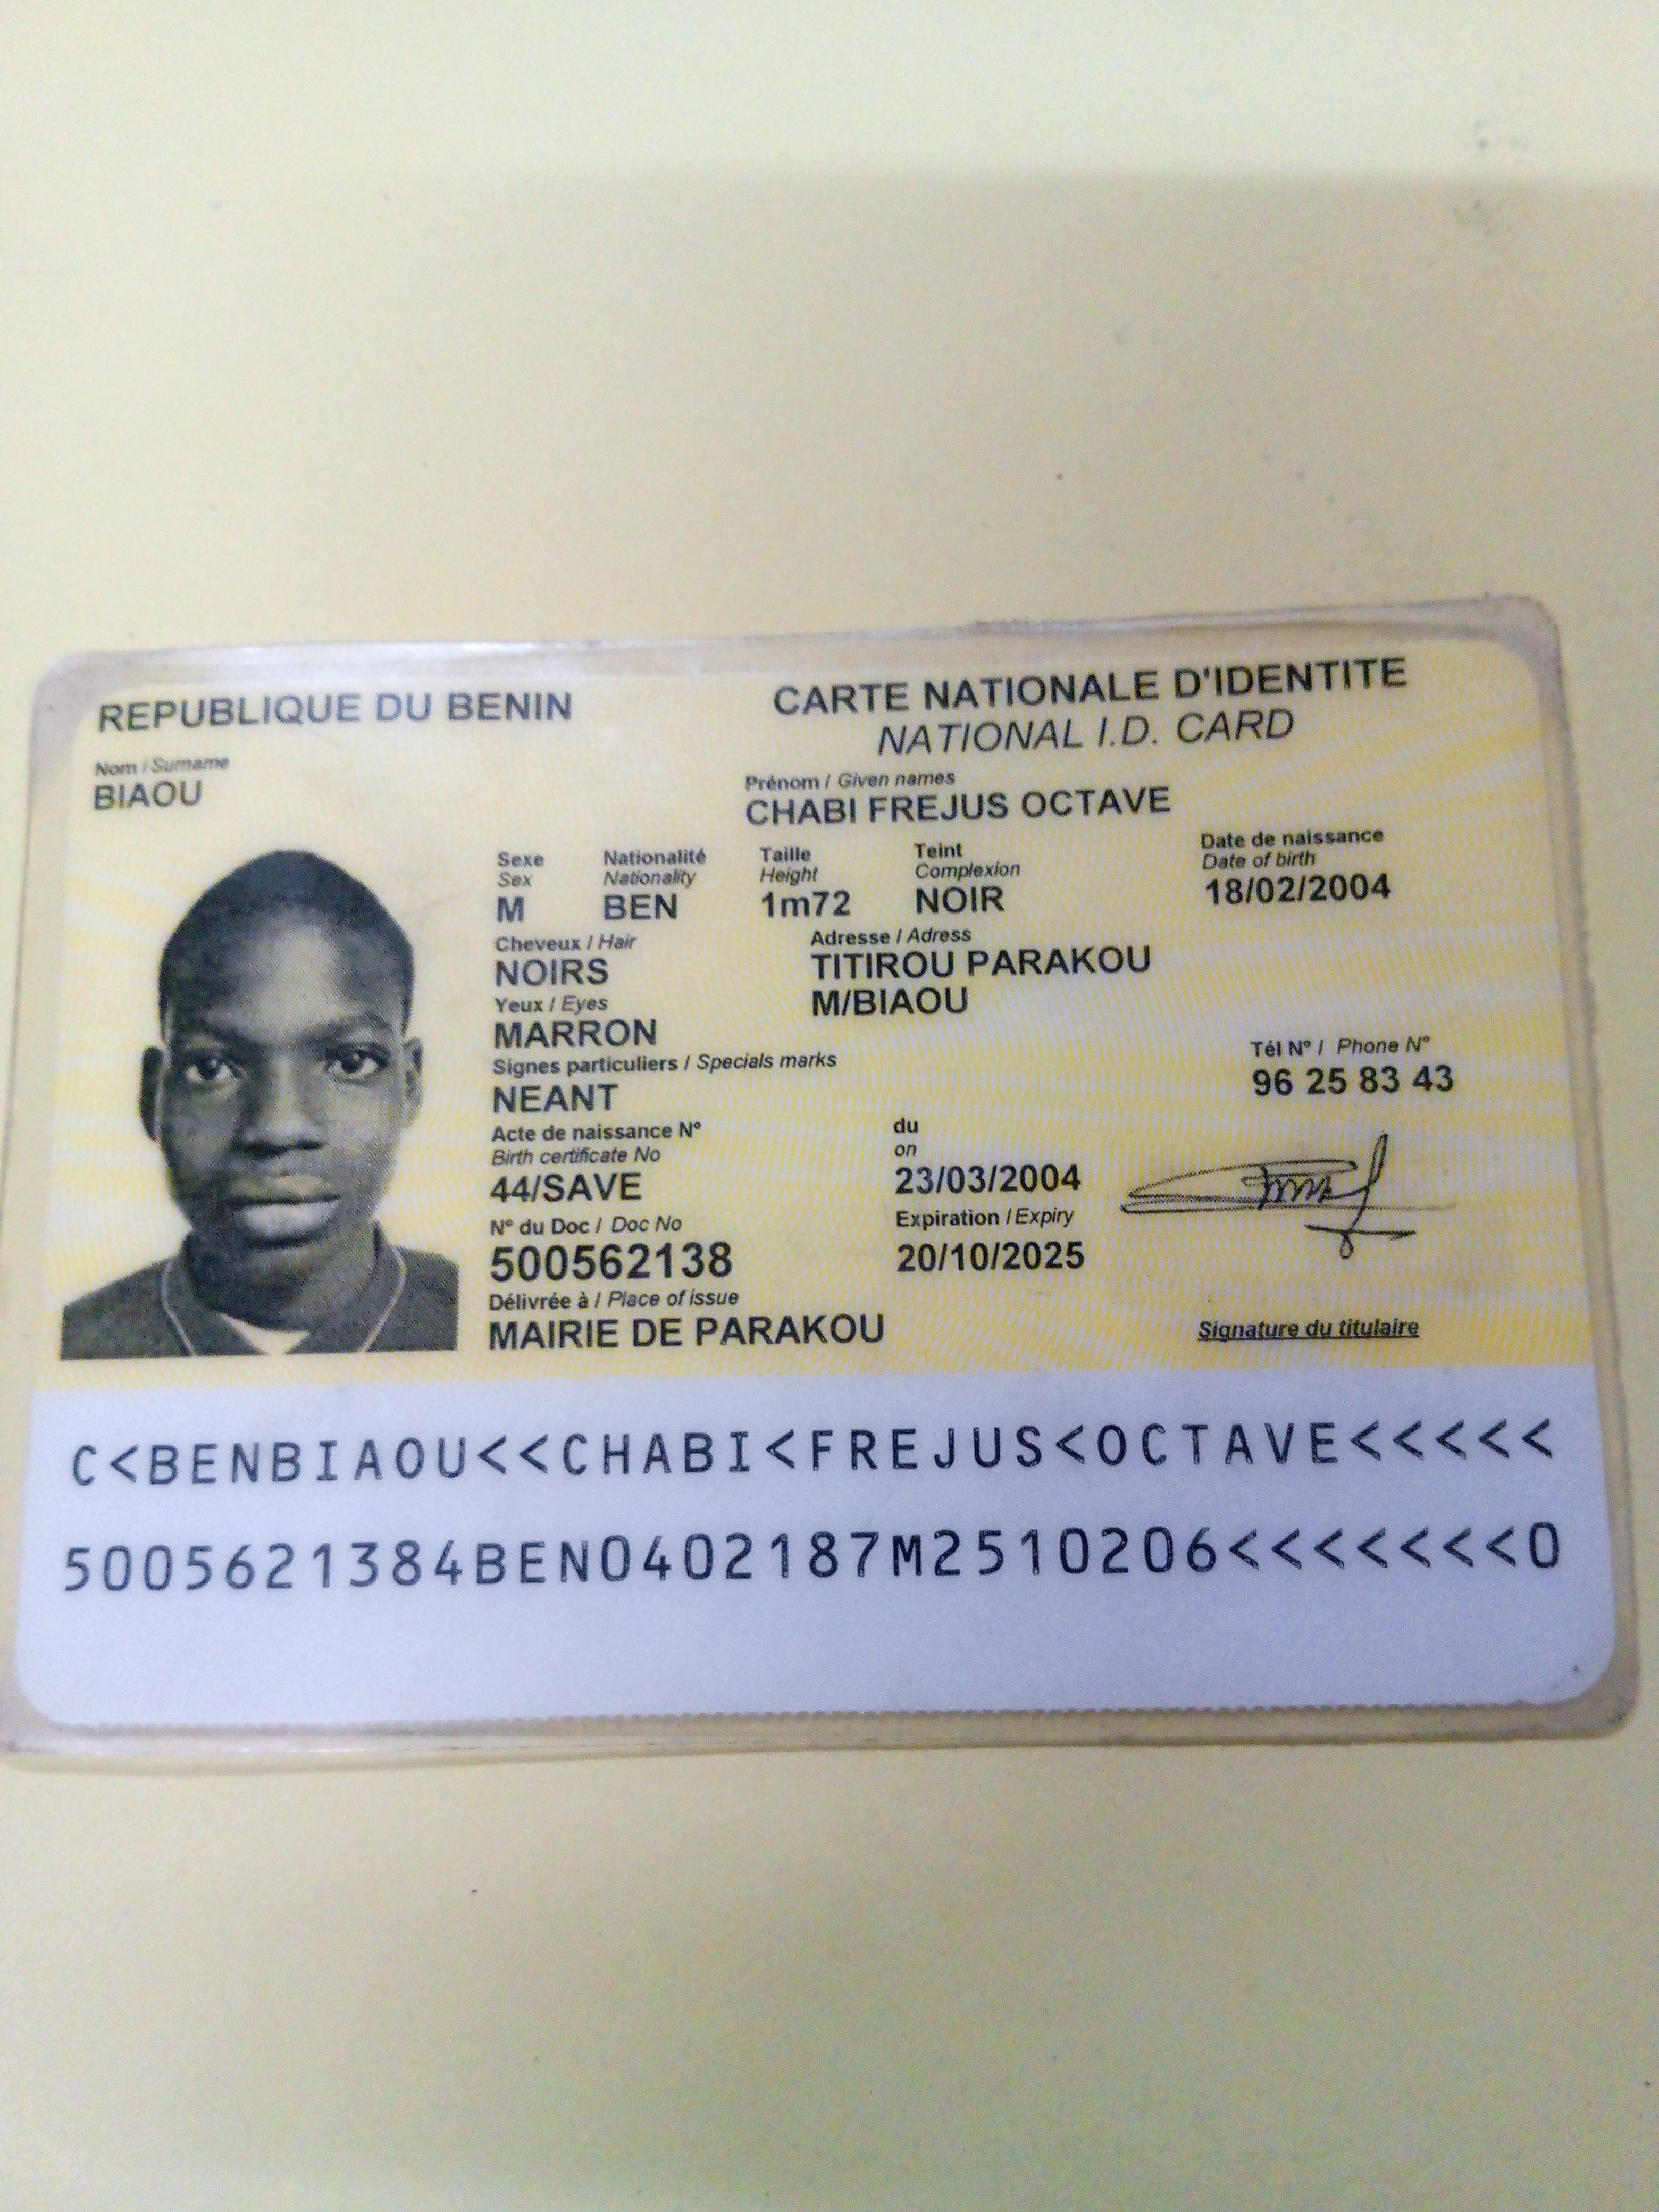 REPUBLIQUE DU BENIN
CARTE NATIONALE D'IDENTITE
NATIONAL I.D. CARD
Nom / Surname
BIAOU
Prénom / Given names
CHABI FREJUS OCTAVE
Sexe Nationalité Taille Teint Date de naissance
Sex Nationality Height Complexion Date of birth
M BEN 1m72 NOIR 18/02/2004
Cheveux / Hair Adresse / Adress
NOIRS TITIROU PARAKOU
Yeux / Eyes M/BIAOU
MARRON
Signes particuliers / Specials marks Tél N° / Phone N°
NEANT 96 25 83 43
Acte de naissance N° du
Birth certificate No on
44/SAVE 23/03/2004
N° du Doc / Doc No Expiration / Expiry
500562138 20/10/2025
Délivrée à / Place of issue
MAIRIE DE PARAKOU Signature du titulaire
C<BENBIAOU<<CHABI<FREJUS<OCTAVE<<<<<
5005621384BEN0402187M2510206<<<<<<<0